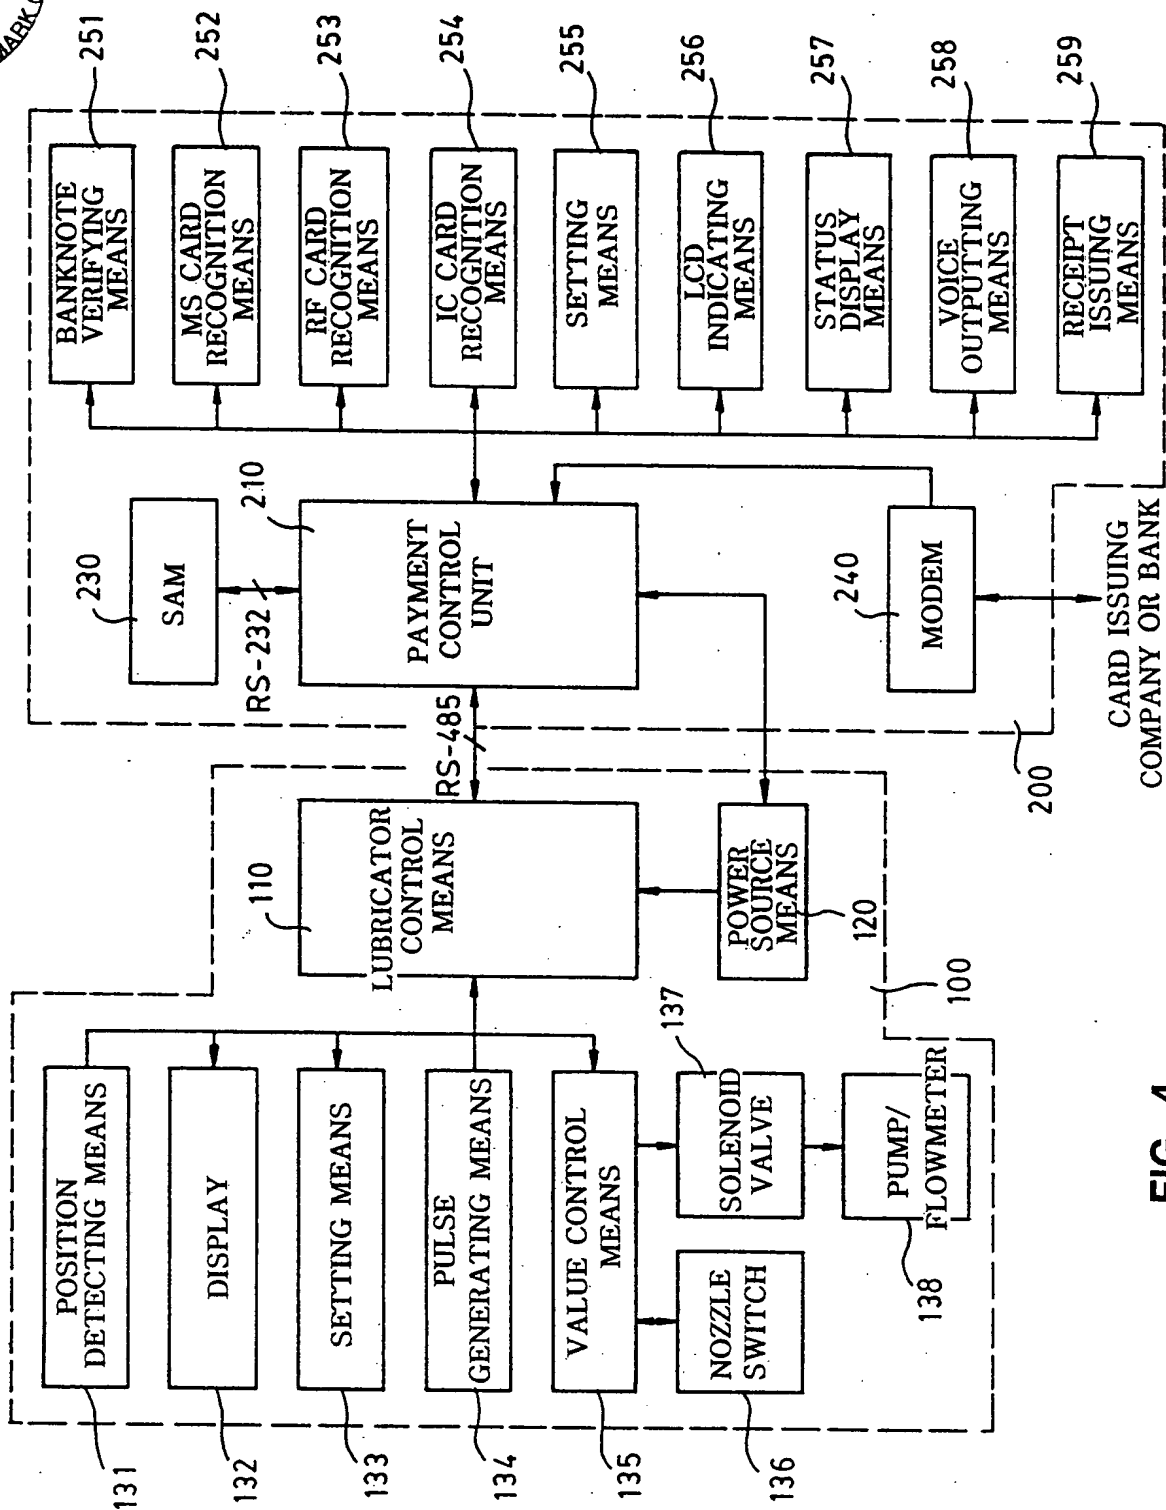 MARK
251
252
253
254
255
256
257
258
259
BANKNOTE
VERIFYING
MEANS
MS CARD
RECOGNITION
MEANS
RF CARD
RECOGNITION
MEANS
IC CARD
RECOGNITION
MEANS
SETTING
MEANS
LCD
INDICATING
MEANS
STATUS
DISPLAY
MEANS
VOICE
OUTPUTTING
MEANS
RECEIPT
ISSUING
MEANS
230
SAM
RS-232
210
PAYMENT
CONTROL
UNIT
240
MODEM
CARD ISSUING
COMPANY OR BANK
200
RS-485
110
LUBRICATOR
CONTROL
MEANS
POWER
SOURCE
MEANS
120
100
POSITION
DETECTING MEANS
DISPLAY
SETTING MEANS
PULSE
GENERATING MEANS
VALUE CONTROL
MEANS
137
SOLENOID
VALVE
PUMP/
FLOWMETER
138
NOZZLE
SWITCH
131
132
133
134
135
136
FIG. 4